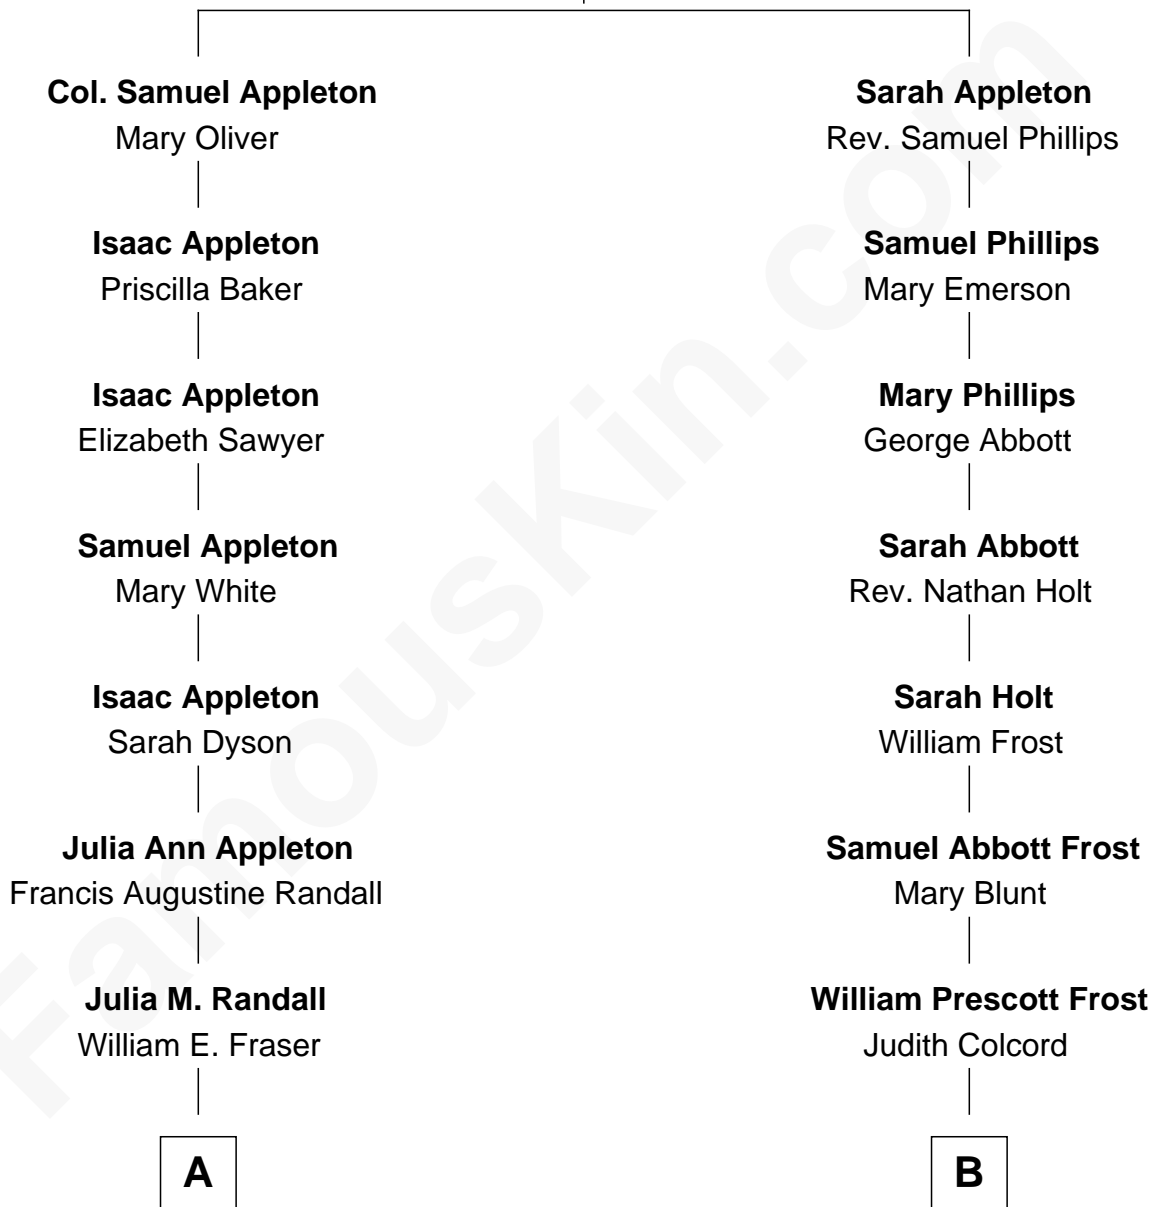 Col. Samuel Appleton
Mary Oliver
Isaac Appleton
Priscilla Baker
Isaac Appleton
Elizabeth Sawyer
Samuel Appleton
Mary White
Isaac Appleton
Sarah Dyson
Julia Ann Appleton
Francis Augustine Randall
Julia M. Randall
William E. Fraser
A
Sarah Appleton
Rev. Samuel Phillips
Samuel Phillips
Mary Emerson
Mary Phillips
George Abbott
Sarah Abbott
Rev. Nathan Holt
Sarah Holt
William Frost
Samuel Abbott Frost
Mary Blunt
William Prescott Frost
Judith Colcord
B
FamousKin.com